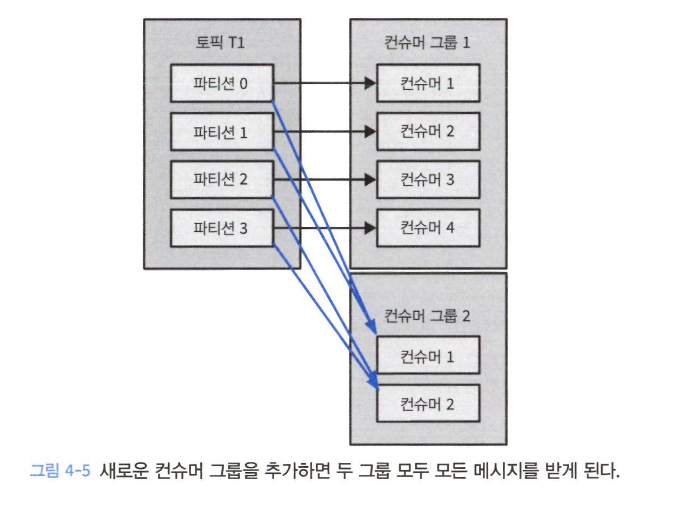 토픽 T1
파티션 0
파티션 1
파티션 2
파티션 3
컨슈머 그룹 1
컨슈머 1
컨슈머 2
컨슈머 3
컨슈머 4
컨슈머 그룹 2
컨슈머 1
컨슈머 2
그림 4-5 새로운 컨슈머 그룹을 추가하면 두 그룹 모두 모든 메시지를 받게 된다.